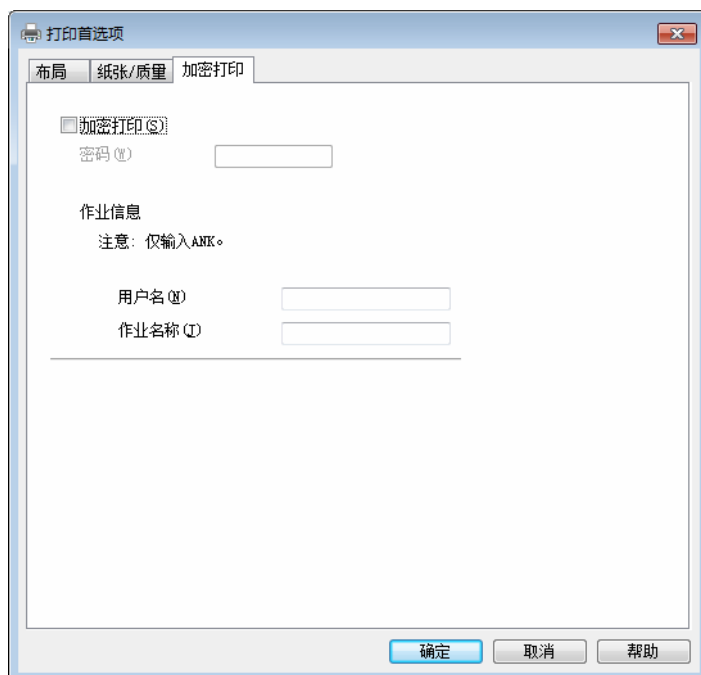 打印首选项
布局 纸张/质量 加密打印
加密打印(S)
密码(W)
作业信息
注意: 仅输入ANK。
用户名(N)
作业名称(J)
确定 取消 帮助